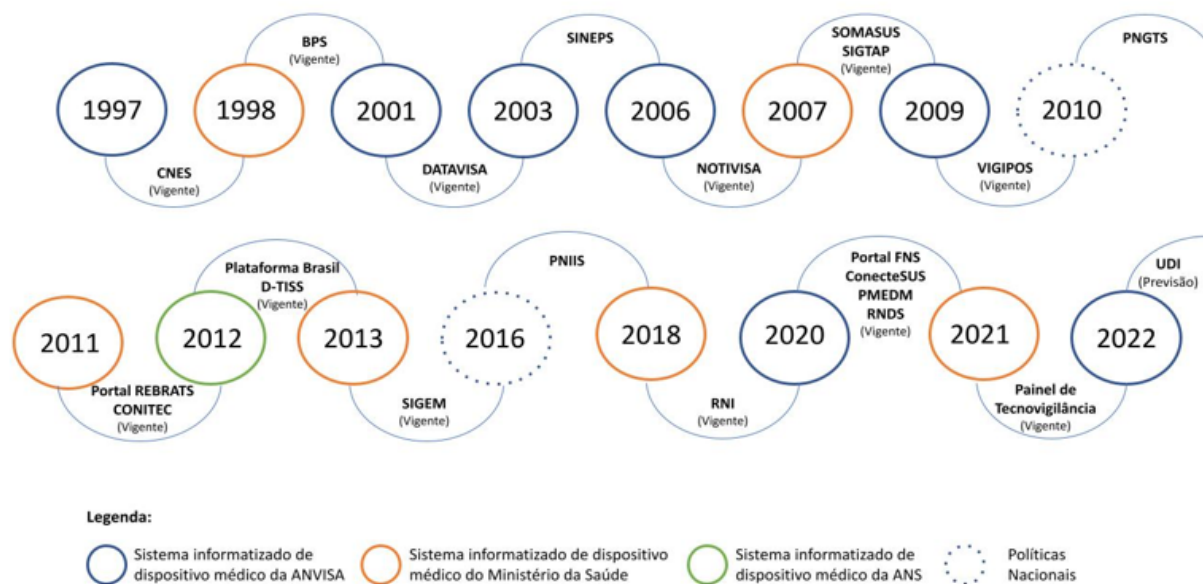 BPS
(Vigente)
SINEPS
SOMASUS
SIGTAP
(Vigente)
PNGTS
1997
1998
2001
2003
2006
2007
2009
2010
CNES
(Vigente)
DATAVISA
(Vigente)
NOTIVISA
(Vigente)
VIGIPOS
(Vigente)
Plataforma Brasil
D-TISS
(Vigente)
PNIIS
Portal FNS
ConecteSUS
PMEDM
RNDS
(Vigente)
UDI
(Previsão)
2011
2012
2013
2016
2018
2020
2021
2022
Portal REBRATS
CONITEC
(Vigente)
SIGEM
(Vigente)
RNI
(Vigente)
Painel de
Tecnovigilância
(Vigente)
Legenda:
Sistema informatizado de
dispositivo médico da ANVISA
Sistema informatizado de dispositivo
médico do Ministério da Saúde
Sistema informatizado de
dispositivo médico da ANS
Políticas
Nacionais